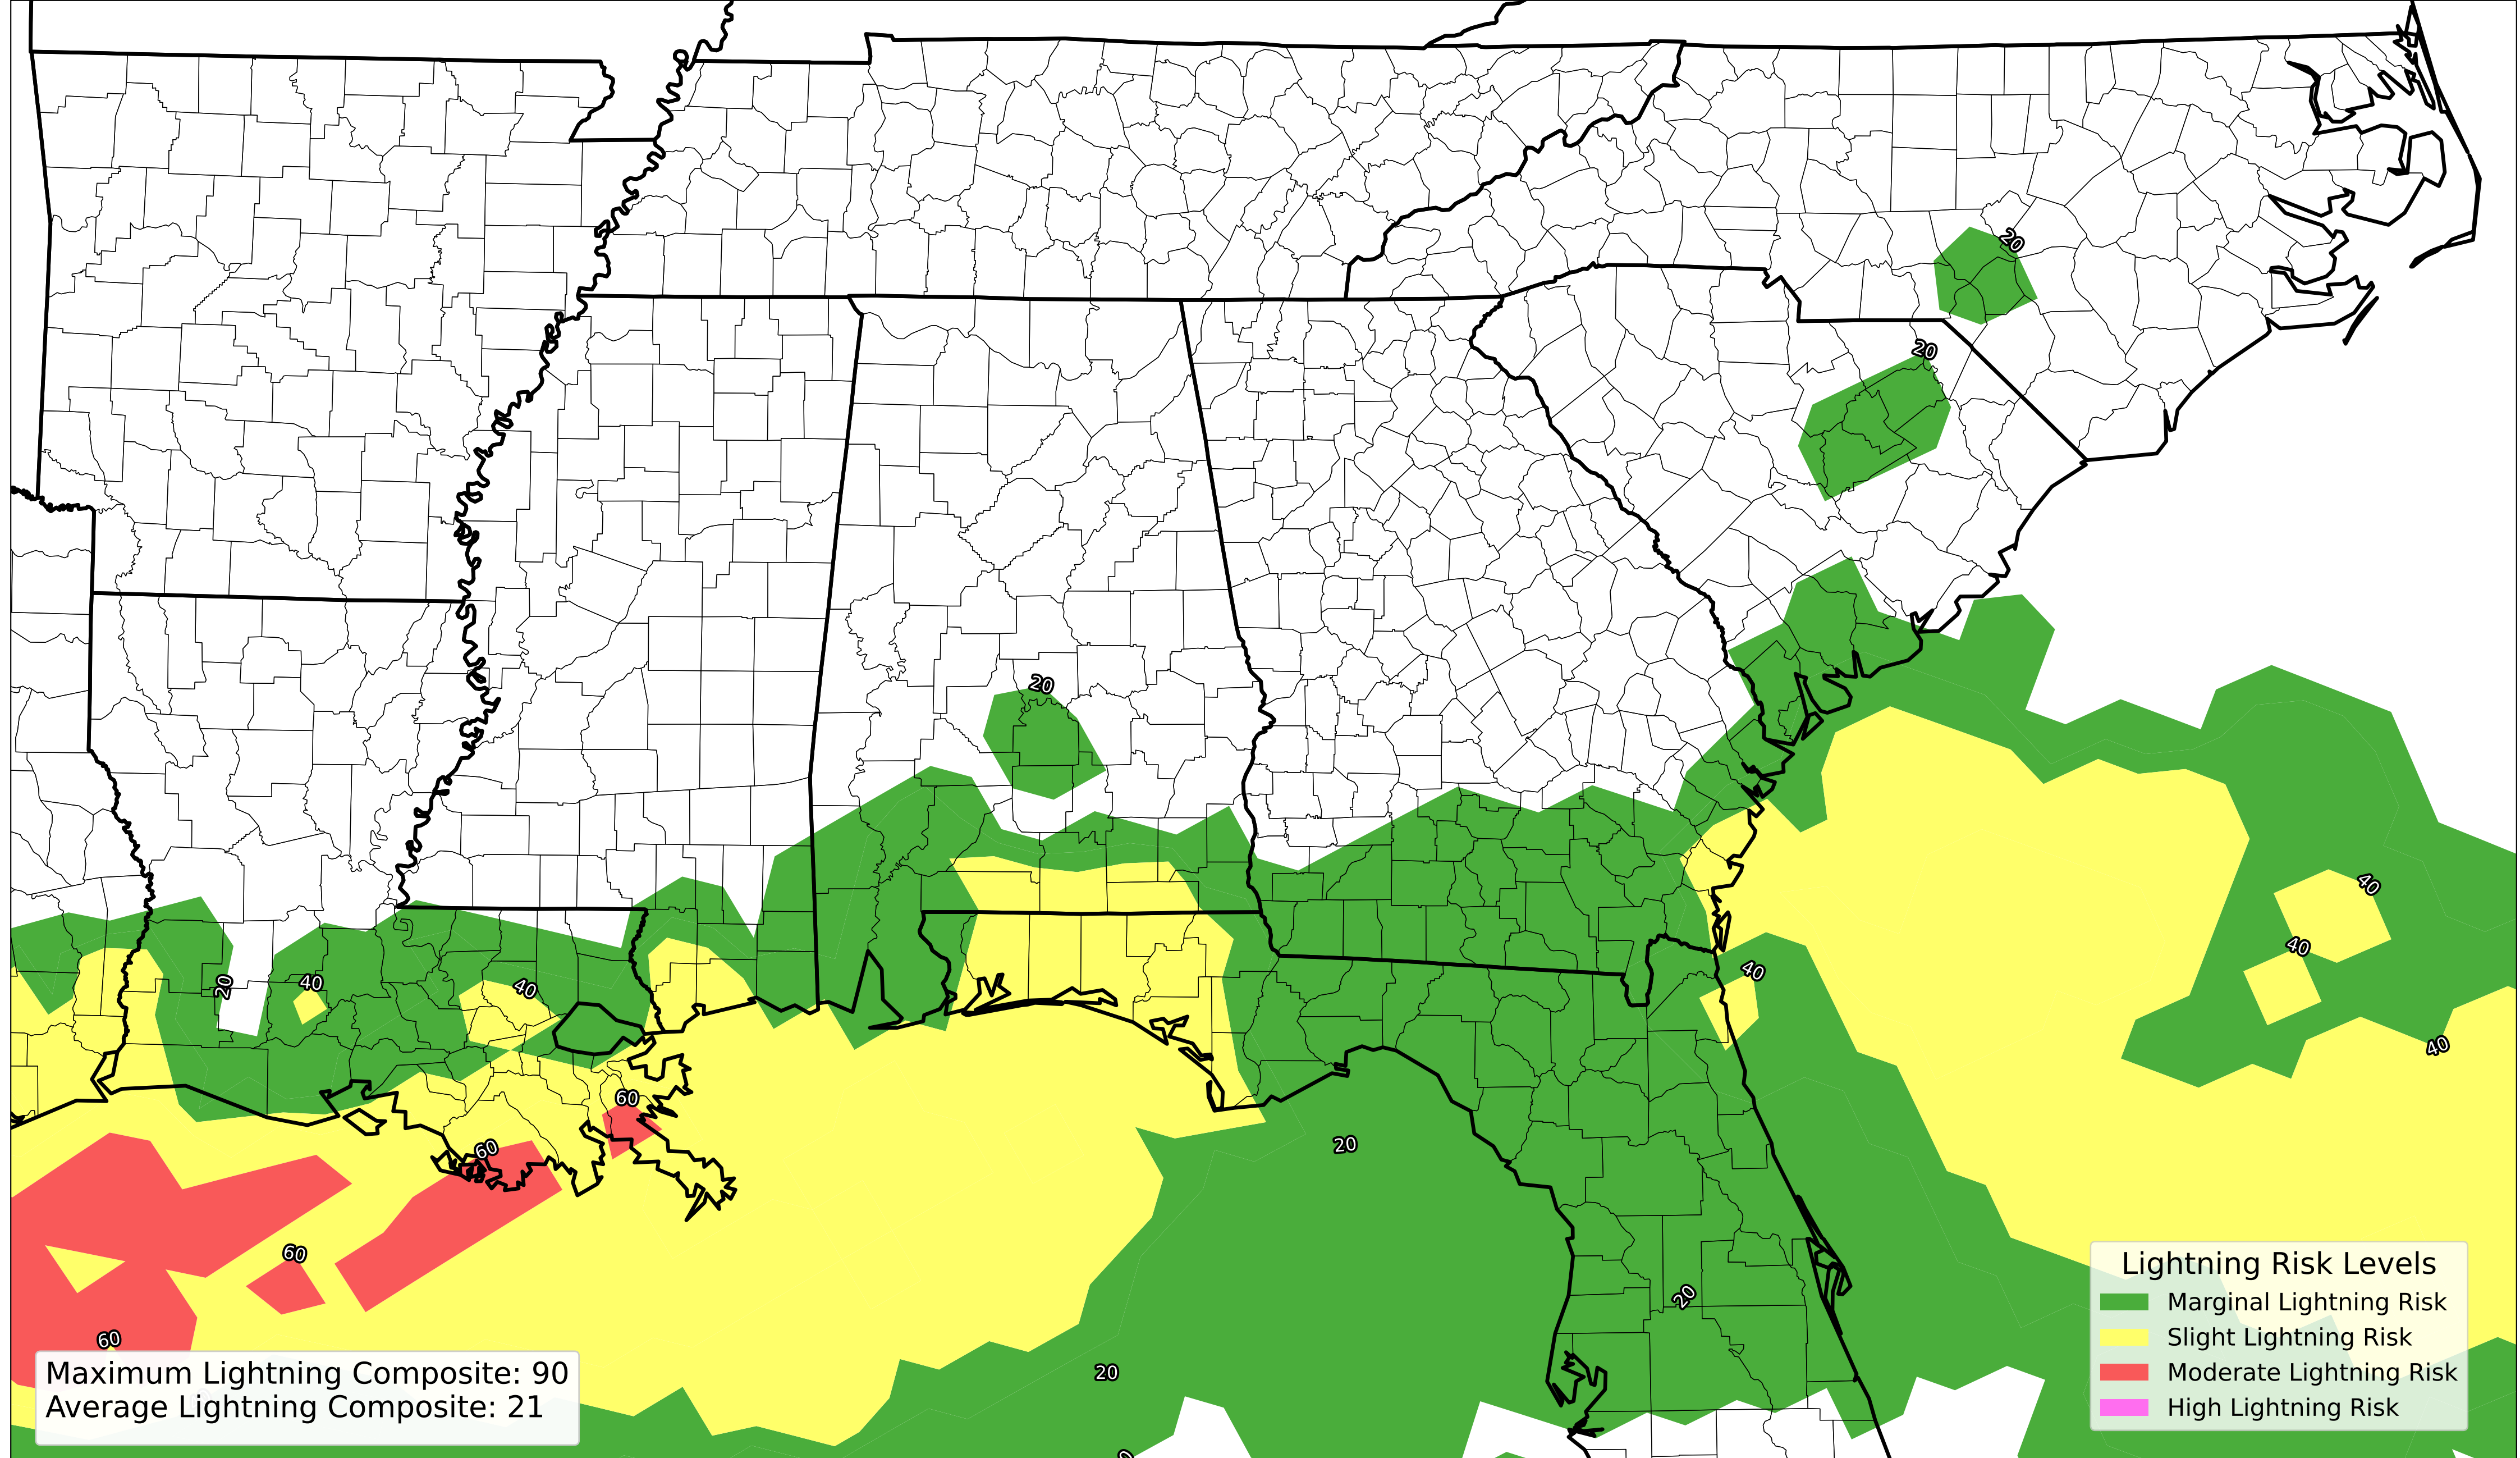 20
20
20
40
20
40
40
40
40
40
60
20
60
60
20
60
20
Lightning Risk Levels
Marginal Lightning Risk
Slight Lightning Risk
Moderate Lightning Risk
High Lightning Risk
Maximum Lightning Composite: 90
Average Lightning Composite: 21